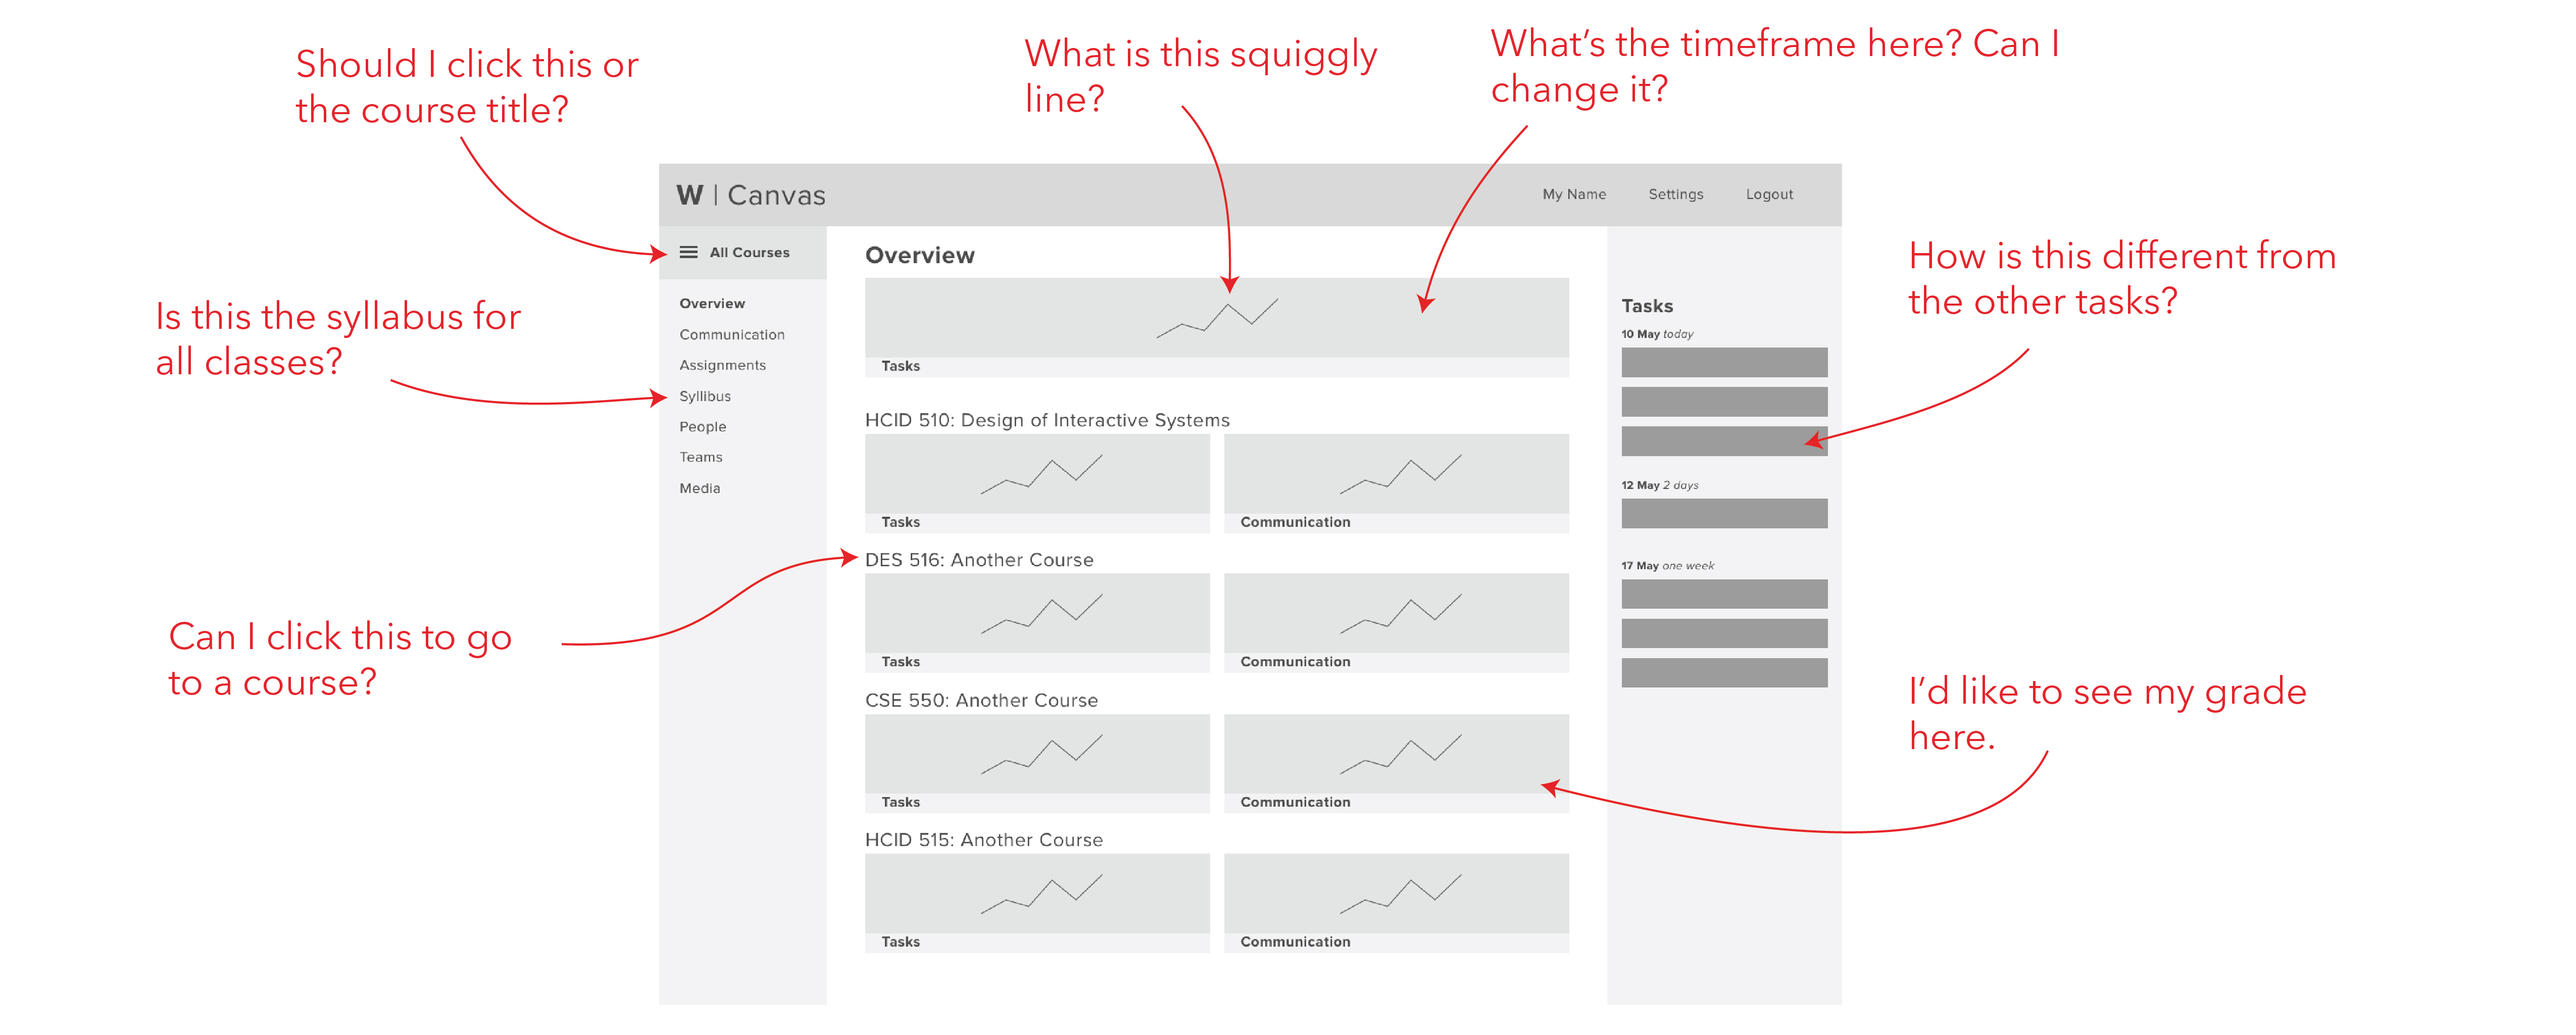 Should I click this or
the course title?
What is this squiggly
line?
What’s the timeframe here? Can I
change it?
W | Canvas
My Name
Settings
Logout
All Courses
Overview
Communication
Assignments
Syllibus
People
Teams
Media
Is this the syllabus for
all classes?
Can I click this to go
to a course?
Overview
Tasks
HCID 510: Design of Interactive Systems
Tasks
Communication
DES 516: Another Course
Tasks
Communication
CSE 550: Another Course
Tasks
Communication
HCID 515: Another Course
Tasks
Communication
Tasks
10 May today
12 May 2 days
17 May one week
How is this different from
the other tasks?
I’d like to see my grade
here.